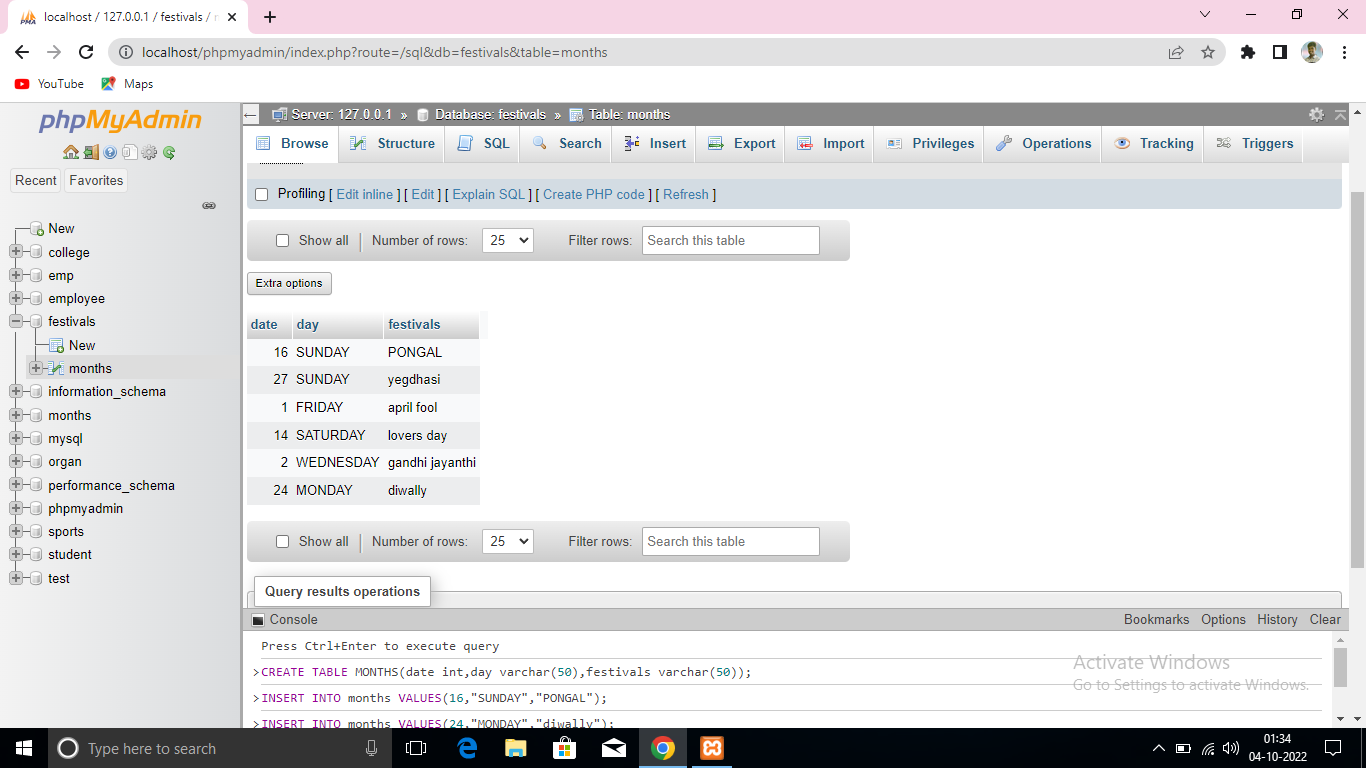 localhost / 127.0.0.1 / festivals /
localhost/phpmyadmin/index.php?route=/sql&db=festivals&table=months
YouTube Maps
phpMyAdmin
Recent Favorites
New
college
emp
employee
festivals
New
months
information_schema
months
mysql
organ
performance_schema
phpmyadmin
sports
student
test
Server: 127.0.0.1 » Database: festivals » Table: months
Browse Structure SQL Search Insert Export Import Privileges Operations Tracking Triggers
Profiling [ Edit inline ] [ Edit ] [ Explain SQL ] [ Create PHP code ] [ Refresh ]
Show all Number of rows: 25 Filter rows: Search this table
Extra options
date day festivals
16 SUNDAY PONGAL
27 SUNDAY yegdhasi
1 FRIDAY april fool
14 SATURDAY lovers day
2 WEDNESDAY gandhi jayanthi
24 MONDAY diwally
Show all Number of rows: 25 Filter rows: Search this table
Query results operations
Console Bookmarks Options History Clear
Press Ctrl+Enter to execute query
>CREATE TABLE MONTHS(date int,day varchar(50),festivals varchar(50));
>INSERT INTO months VALUES(16,"SUNDAY","PONGAL");
>INSERT INTO months VALUES(24,"MONDAY","diwally");
Activate Windows
Go to Settings to activate Windows.
Type here to search
01:34
04-10-2022